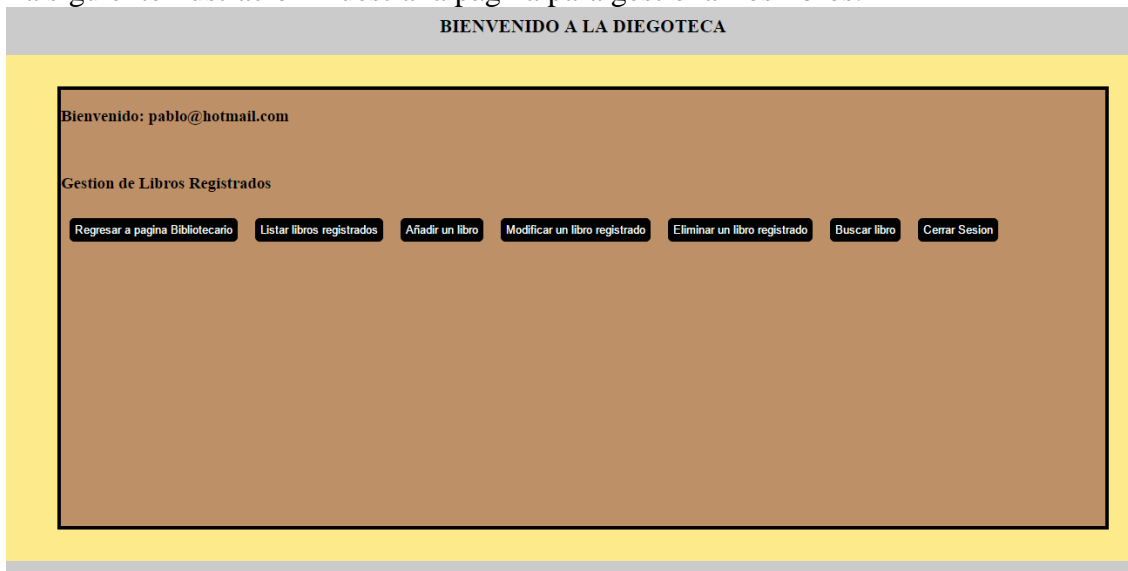 BIENVENIDO A LA DIEGOTECA
Bienvenido: pablo@hotmail.com
Gestion de Libros Registrados
Regresar a pagina Bibliotecario Listar libros registrados Añadir un libro Modificar un libro registrado Eliminar un libro registrado Buscar libro Cerrar Sesion